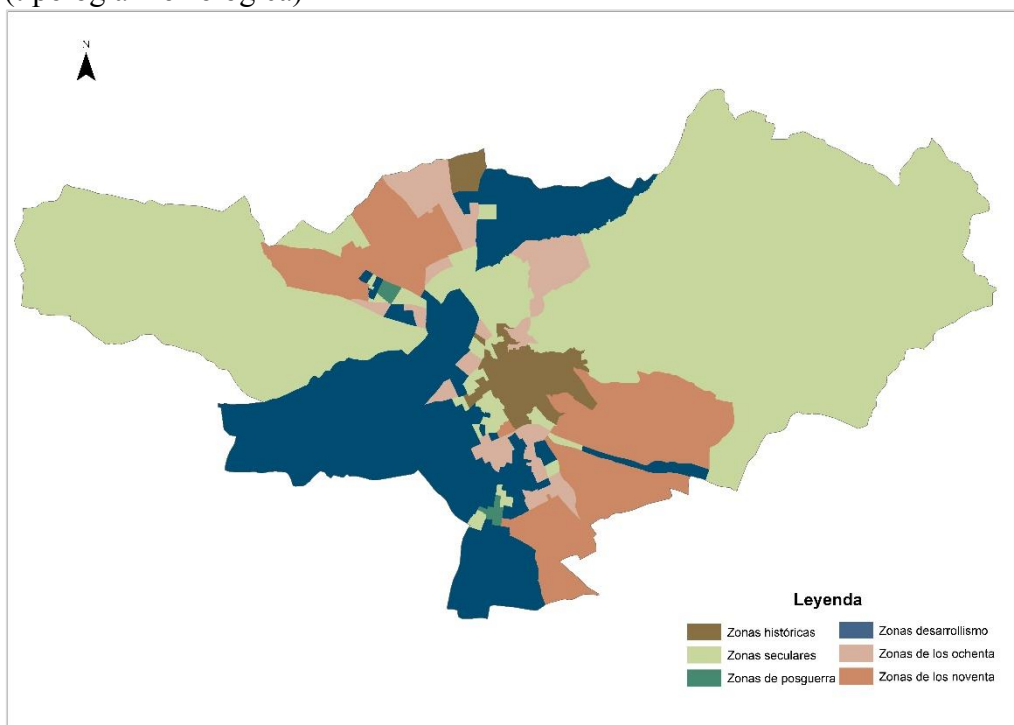 N
Leyenda
Zonas históricas
Zonas seculares
Zonas de posguerra
Zonas desarrollismo
Zonas de los ochenta
Zonas de los noventa